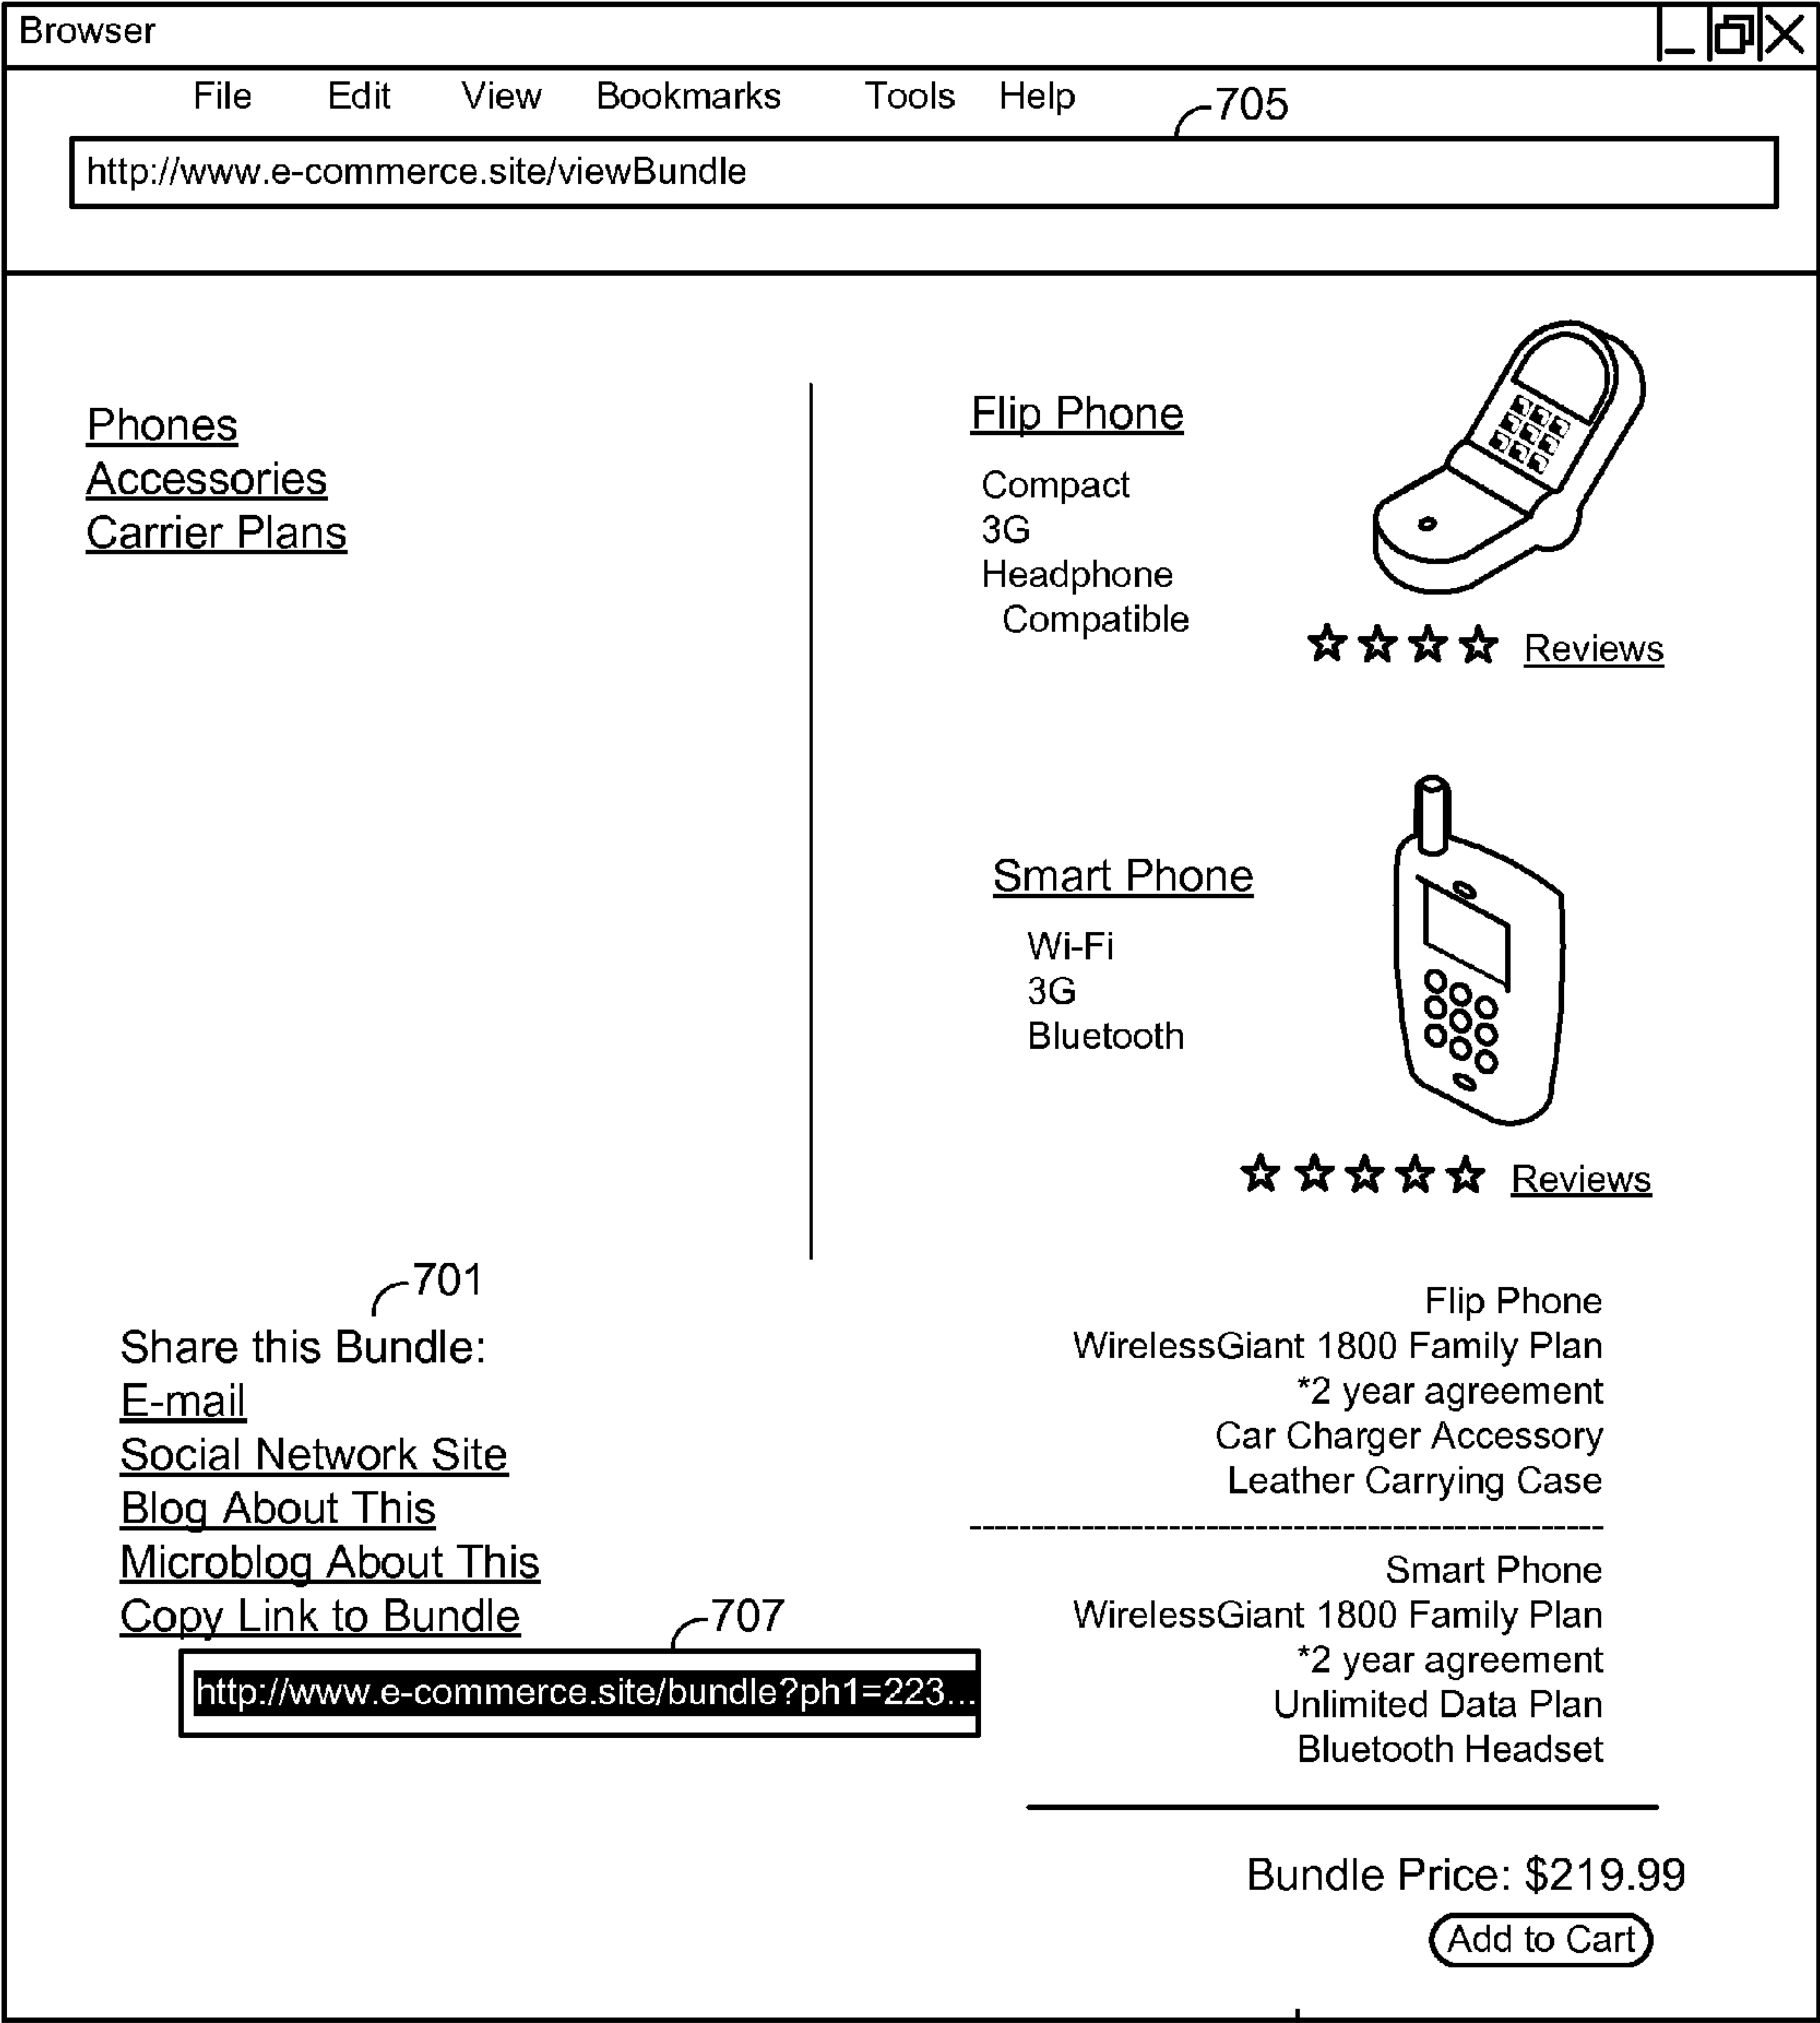 Browser
File Edit View Bookmarks Tools Help
705
http://www.e-commerce.site/viewBundle
Phones
Accessories
Carrier Plans
Flip Phone
Compact
3G
Headphone
Compatible
Reviews
Smart Phone
Wi-Fi
3G
Bluetooth
Reviews
701
Share this Bundle:
E-mail
Social Network Site
Blog About This
Microblog About This
Copy Link to Bundle
707
http://www.e-commerce.site/bundle?ph1=223...
Flip Phone
WirelessGiant 1800 Family Plan
*2 year agreement
Car Charger Accessory
Leather Carrying Case
Smart Phone
WirelessGiant 1800 Family Plan
*2 year agreement
Unlimited Data Plan
Bluetooth Headset
Bundle Price: $219.99
Add to Cart